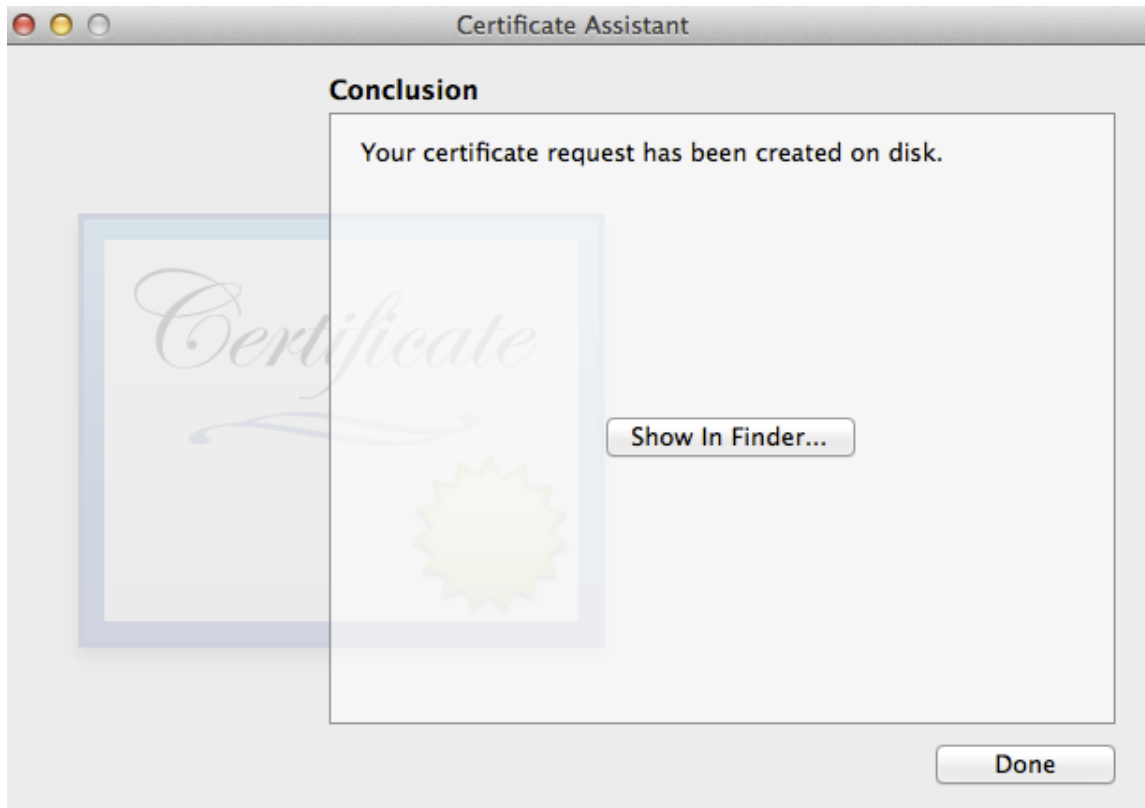 Certificate Assistant
Conclusion
Your certificate request has been created on disk.
Certificate
Show In Finder...
Done